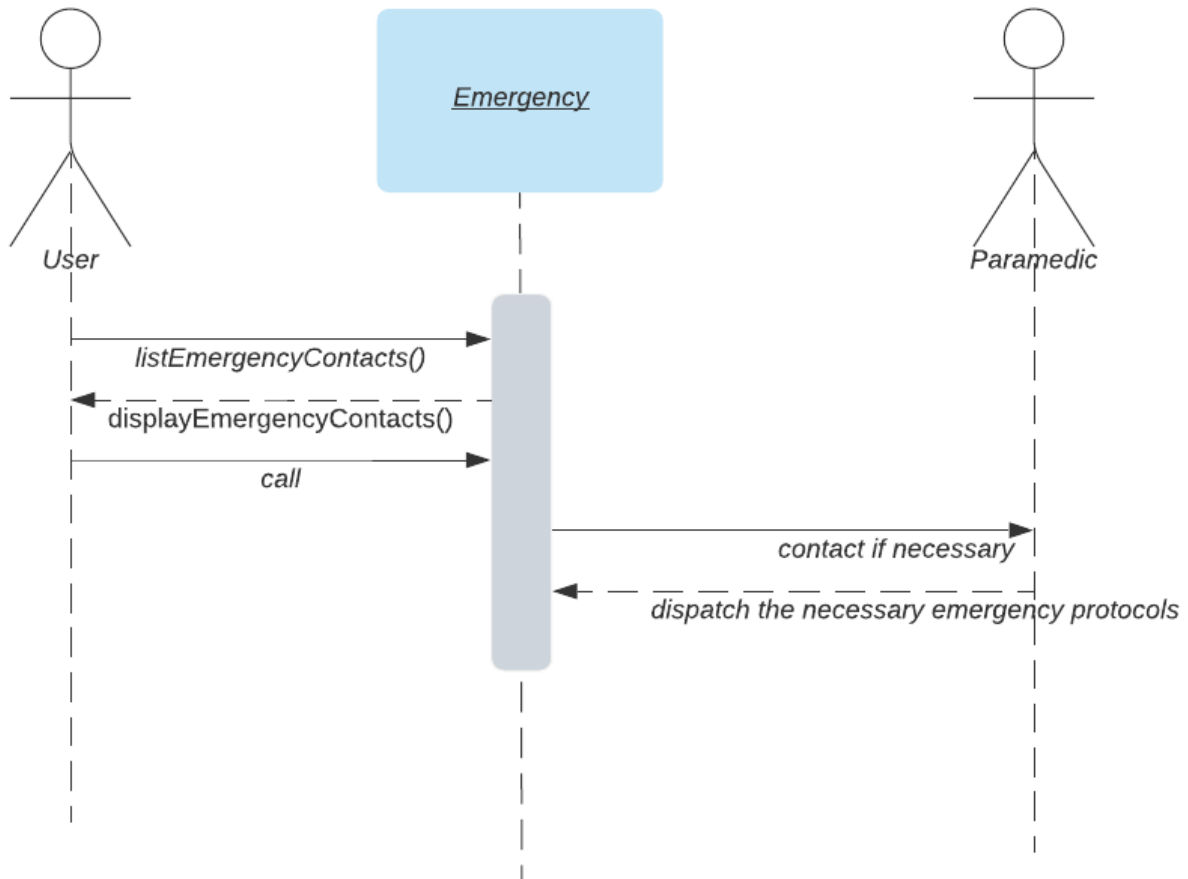 Emergency
User
Paramedic
listEmergencyContacts()
displayEmergencyContacts()
call
contact if necessary
dispatch the necessary emergency protocols